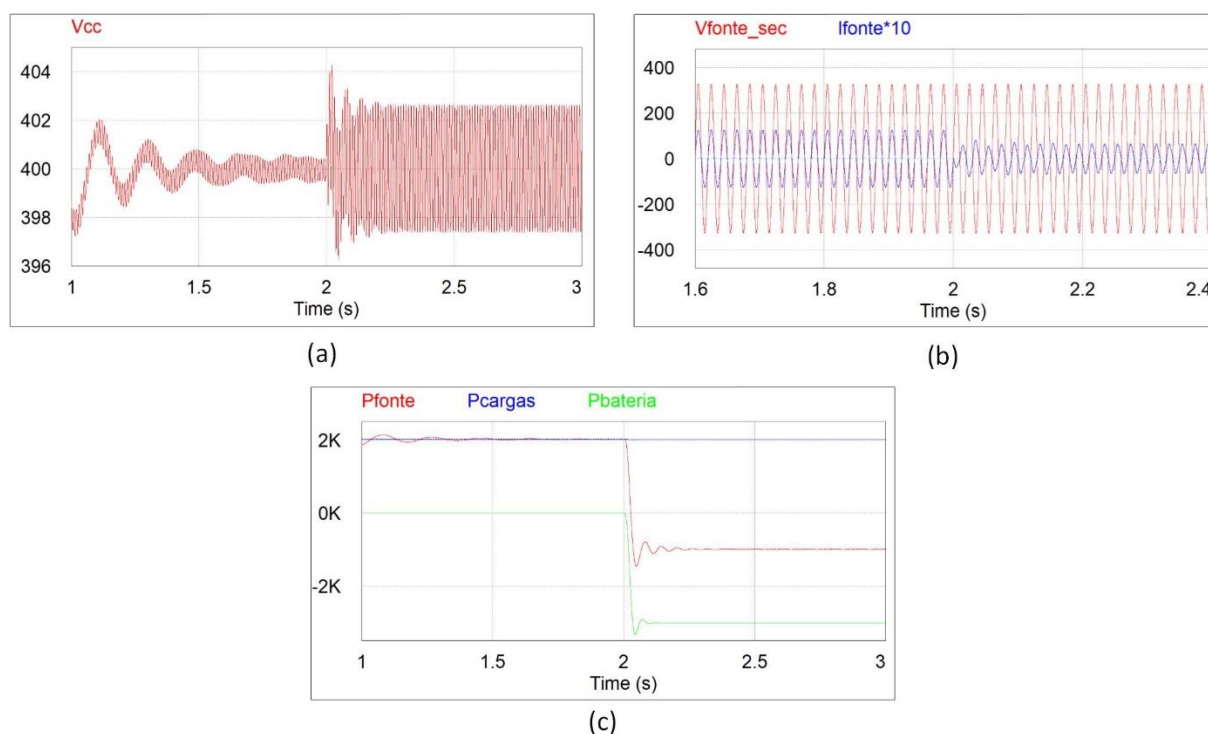 Vcc
404
402
400
398
396
1 1.5 2 2.5 3
Time (s)
(a)
Vfonte_sec Ifonte*10
400
200
0
-200
-400
1.6 1.8 2 2.2 2.4
Time (s)
(b)
Pfonte Pcargas Pbateria
2K
0K
-2K
1 1.5 2 2.5 3
Time (s)
(c)